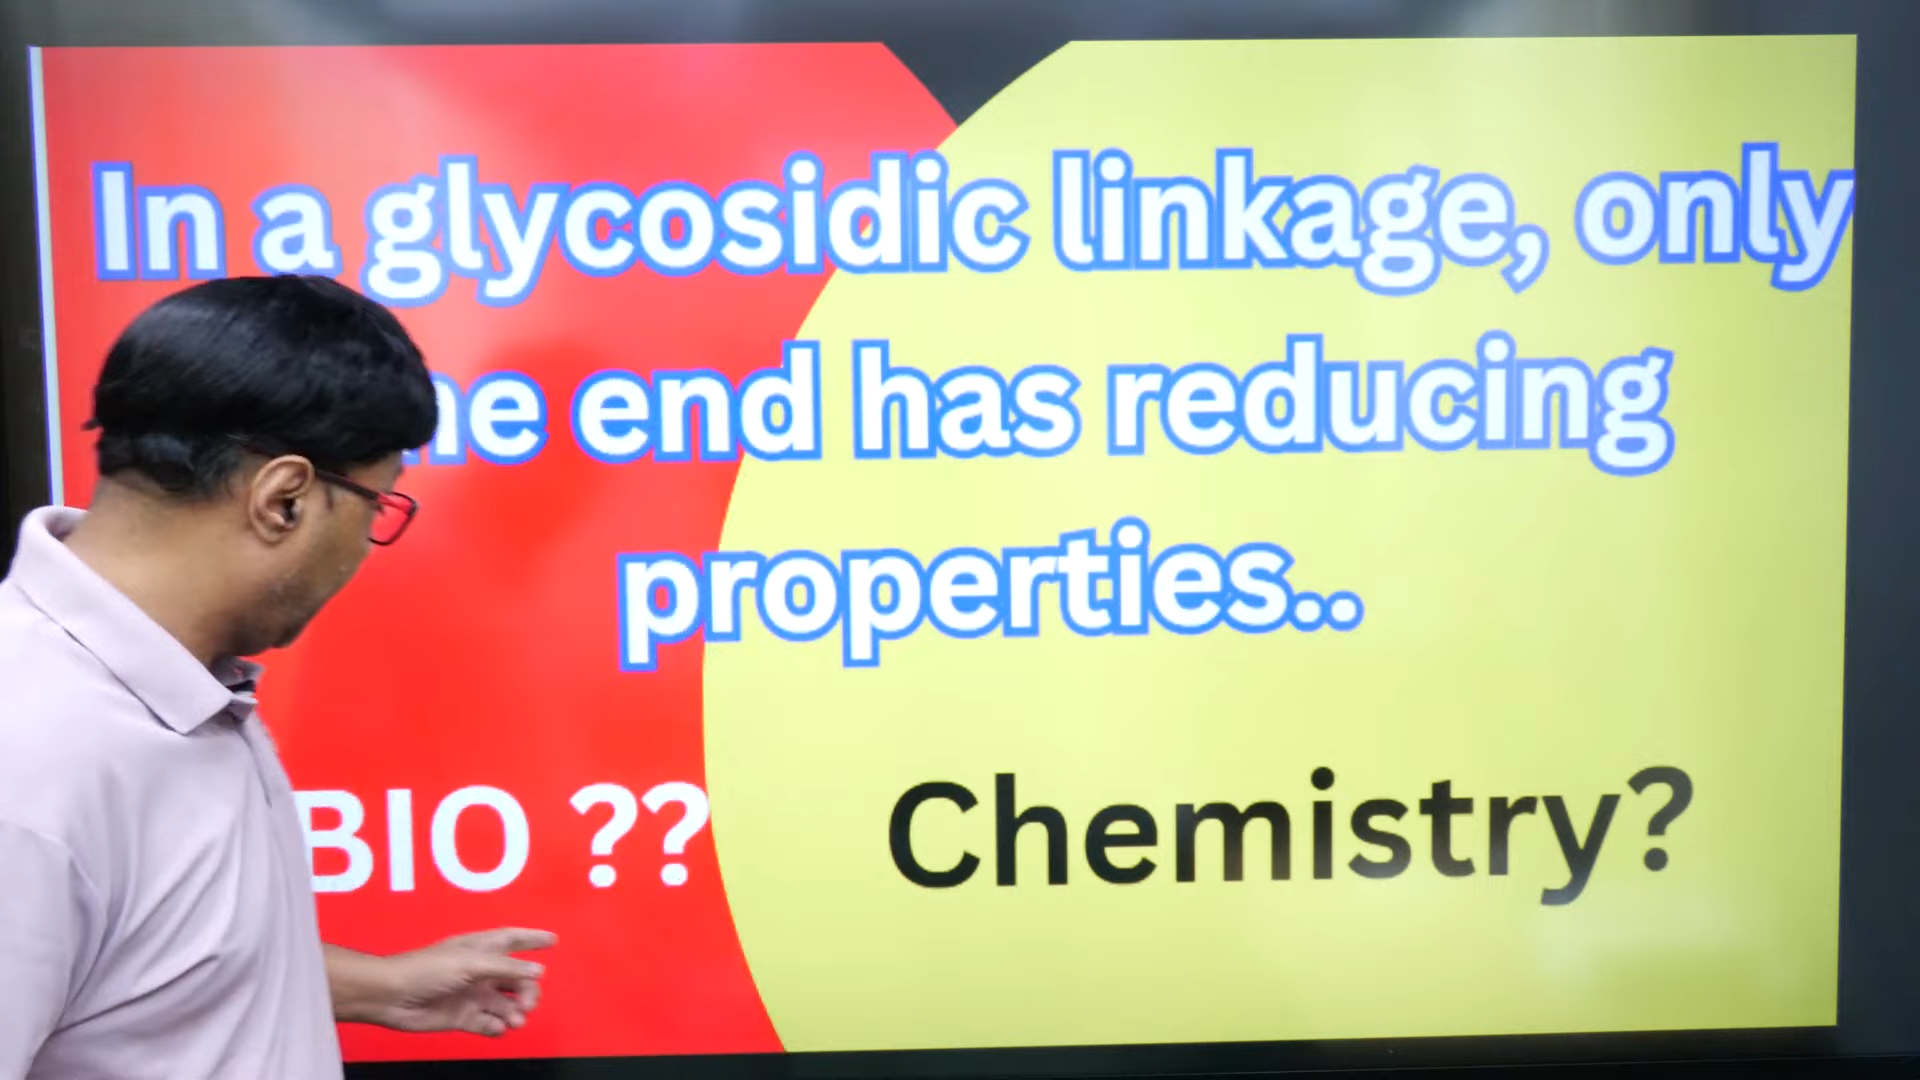 In a glycosidic linkage, only
end has reducing
properties..
BIO ?? Chemistry?